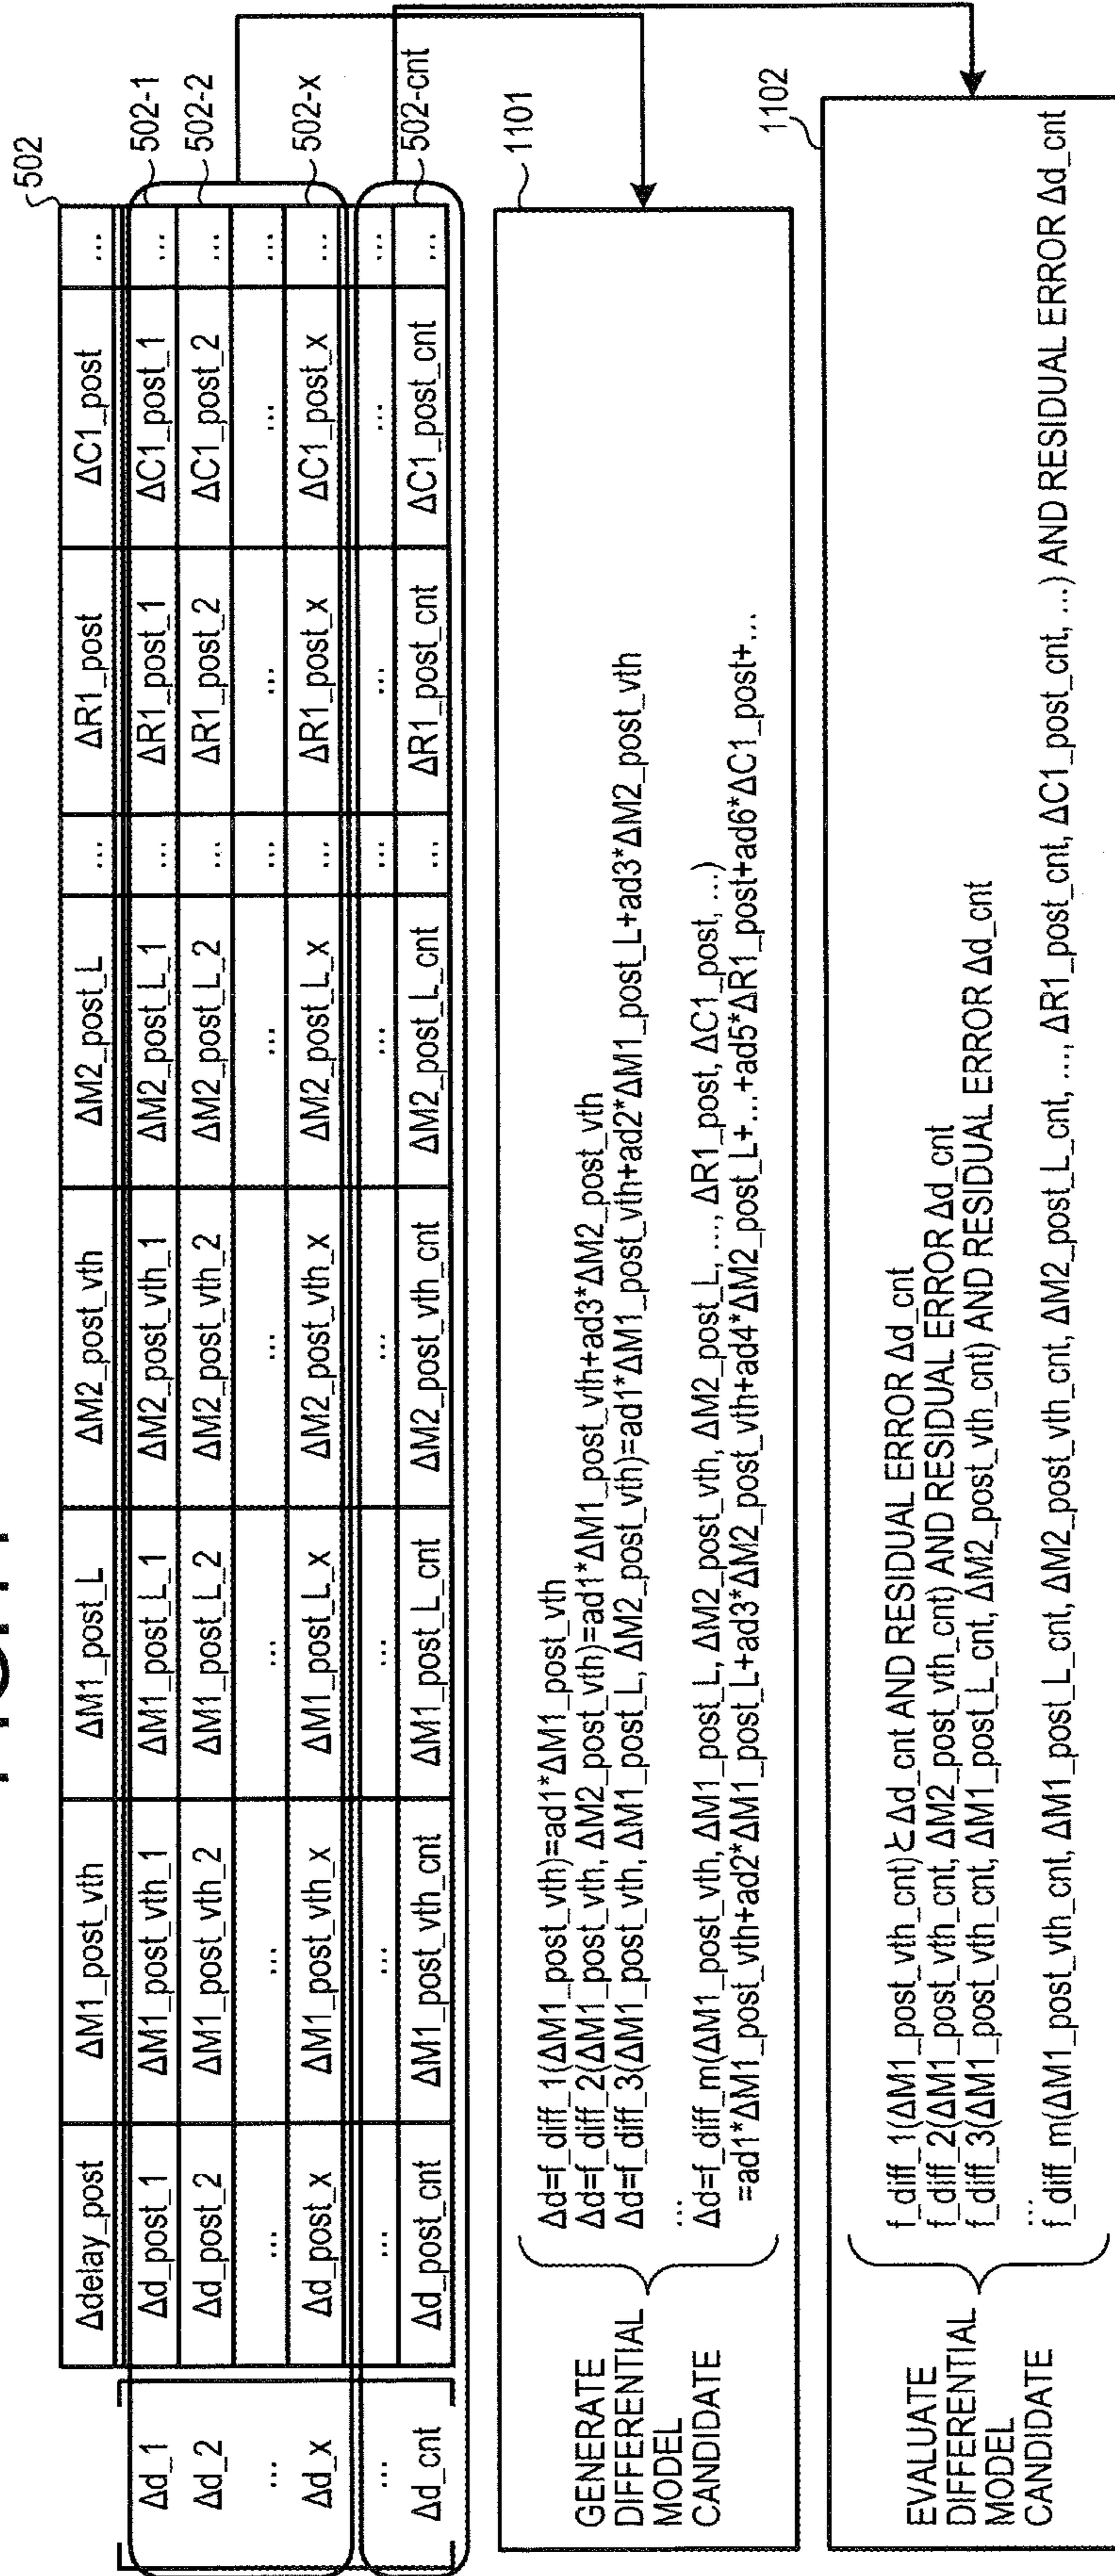 502
Δdelay_post ΔM1_post_vth ΔM1_post_L ΔM2_post_vth ΔM2_post_L ... ΔR1_post ΔC1_post ...
Δd_1 Δd_post_1 ΔM1_post_vth_1 ΔM1_post_L_1 ΔM2_post_vth_1 ΔM2_post_L_1 ... ΔR1_post_1 ΔC1_post_1 ... 502-1
Δd_2 Δd_post_2 ΔM1_post_vth_2 ΔM1_post_L_2 ΔM2_post_vth_2 ΔM2_post_L_2 ... ΔR1_post_2 ΔC1_post_2 ... 502-2
... ... ... ... ... ... ... ... ... ...
Δd_x Δd_post_x ΔM1_post_vth_x ΔM1_post_L_x ΔM2_post_vth_x ΔM2_post_L_x ... ΔR1_post_x ΔC1_post_x ... 502-x
... ... ... ... ... ... ... ... ... ...
Δd_cnt Δd_post_cnt ΔM1_post_vth_cnt ΔM1_post_L_cnt ΔM2_post_vth_cnt ΔM2_post_L_cnt ... ΔR1_post_cnt ΔC1_post_cnt ... 502-cnt
1101
GENERATE
DIFFERENTIAL
MODEL
CANDIDATE
Δd=f_diff_1(ΔM1_post_vth)=ad1*ΔM1_post_vth
Δd=f_diff_2(ΔM1_post_vth, ΔM2_post_vth)=ad1*ΔM1_post_vth+ad3*ΔM2_post_vth
Δd=f_diff_3(ΔM1_post_vth, ΔM1_post_L, ΔM2_post_vth)=ad1*ΔM1_post_vth+ad2*ΔM1_post_L+ad3*ΔM2_post_vth
...
Δd=f_diff_m(ΔM1_post_vth, ΔM1_post_L, ΔM2_post_vth, ΔM2_post_L, ..., ΔR1_post, ΔC1_post, ...)
=ad1*ΔM1_post_vth+ad2*ΔM1_post_L+ad3*ΔM2_post_vth+ad4*ΔM2_post_L+...+ad5*ΔR1_post+ad6*ΔC1_post+...
1102
EVALUATE
DIFFERENTIAL
MODEL
CANDIDATE
f_diff_1(ΔM1_post_vth_cnt)とΔd_cnt AND RESIDUAL ERROR Δd_cnt
f_diff_2(ΔM1_post_vth_cnt, ΔM2_post_vth_cnt) AND RESIDUAL ERROR Δd_cnt
f_diff_3(ΔM1_post_vth_cnt, ΔM1_post_L_cnt, ΔM2_post_vth_cnt) AND RESIDUAL ERROR Δd_cnt
...
f_diff_m(ΔM1_post_vth_cnt, ΔM1_post_L_cnt, ΔM2_post_vth_cnt, ΔM2_post_L_cnt, ..., ΔR1_post_cnt, ΔC1_post_cnt, ...) AND RESIDUAL ERROR Δd_cnt